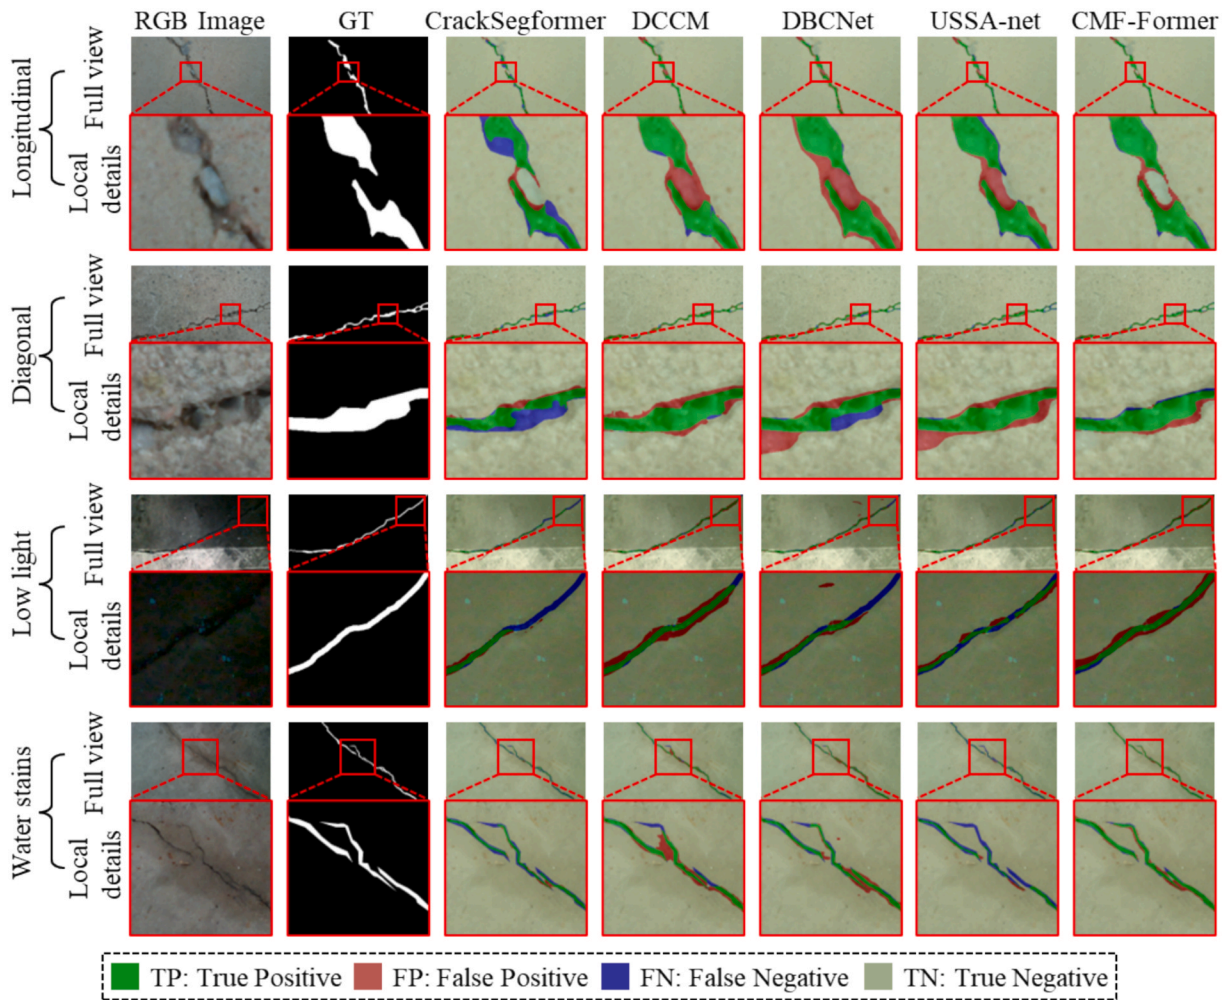 RGB Image GT CrackSegformer DCCM DBCNet USSA-net CMF-Former
Longitudinal
Full view
Local
details
Diagonal
Full view
Local
details
Low light
Full view
Local
details
Water stains
Full view
Local
details
TP: True Positive FP: False Positive FN: False Negative TN: True Negative